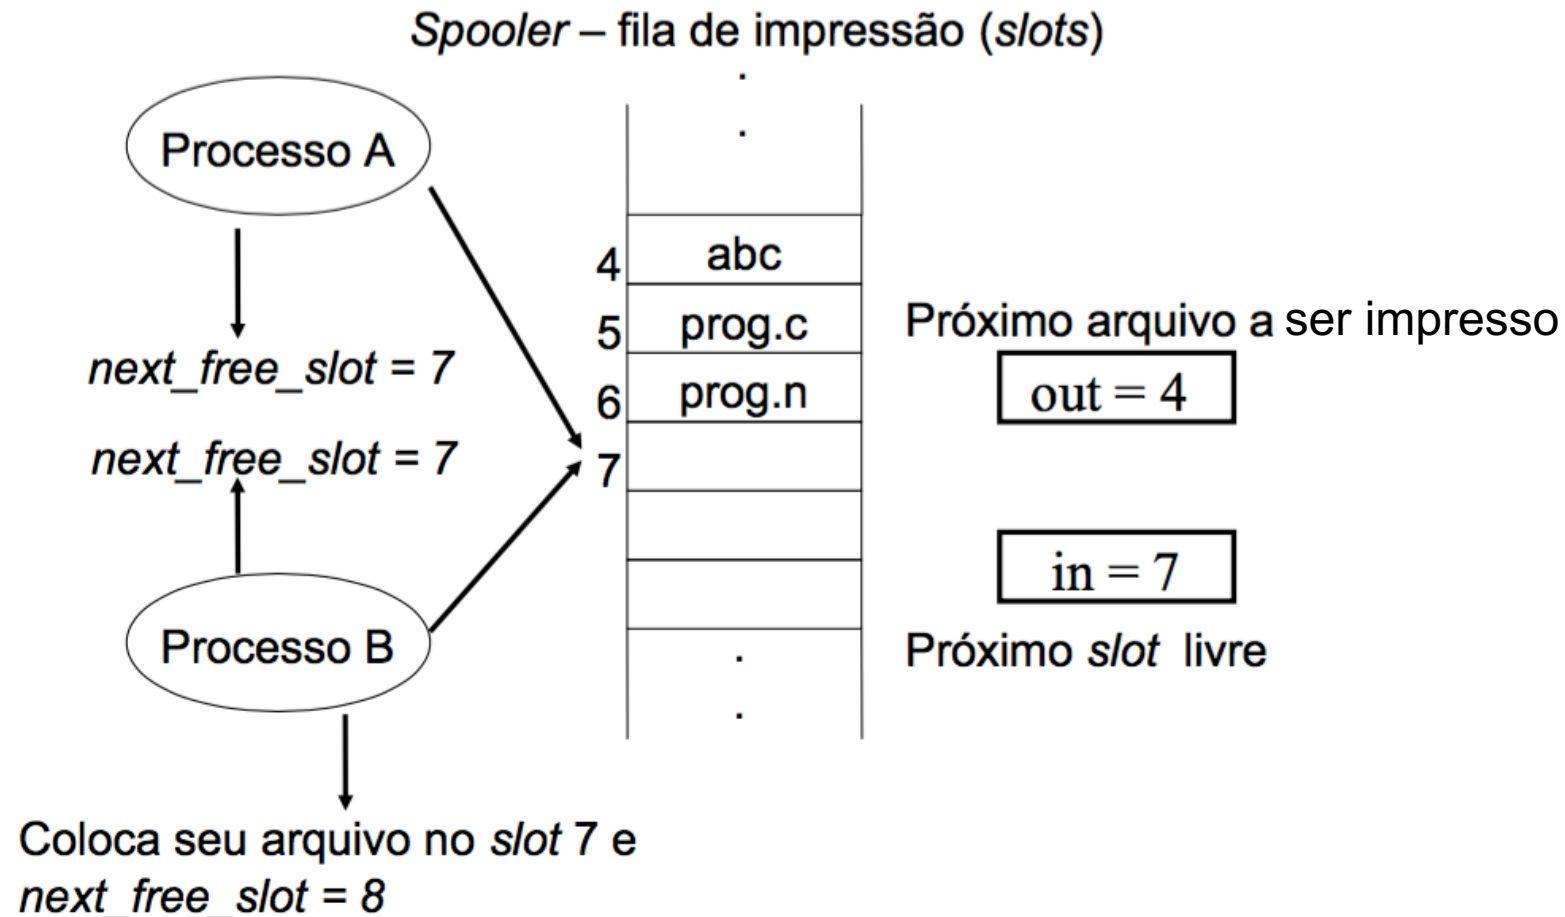 Spooler – fila de impressão (slots)
Processo A
next_free_slot = 7
next_free_slot = 7
Processo B
Coloca seu arquivo no slot 7 e
next_free_slot = 8
4 abc
5 prog.c
6 prog.n
7
Próximo arquivo a ser impresso
out = 4
in = 7
Próximo slot livre